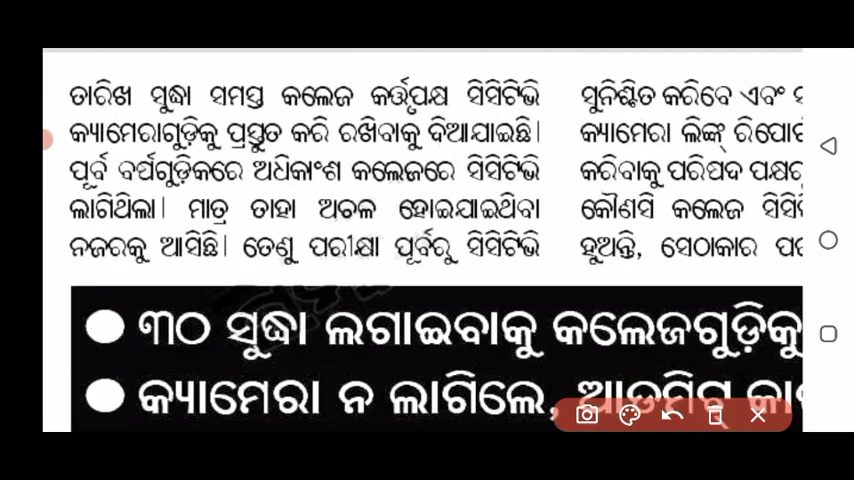 ତାରିଖ ସୁଦ୍ଧା ସମସ୍ତ କଲେଜ କର୍ତ୍ତୃପକ୍ଷ ସିସିଟିଭି
କ୍ୟାମେରାଗୁଡ଼ିକୁ ପ୍ରସ୍ତୁତ କରି ରଖିବାକୁ ଦିଆଯାଇଛି।
ପୂର୍ବ ବର୍ଷଗୁଡ଼ିକରେ ଅଧିକାଂଶ କଲେଜରେ ସିସିଟିଭି
ଲାଗିଥିଲା। ମାତ୍ର ତାହା ଅଚଳ ହୋଇଯାଇଥିବା
ନଜରକୁ ଆସିଛି। ତେଣୁ ପରୀକ୍ଷା ପୂର୍ବରୁ ସିସିଟିଭି
ସୁନିଶ୍ଚିତ କରିବେ ଏବଂ
କ୍ୟାମେରା ଲିଙ୍କ୍
କରିବାକୁ ପରିଷଦ
କୌଣସି କଲେଜ
ହୁଅନ୍ତି, ସେଠାକାର
● ୩୦ ସୁଦ୍ଧା ଲଗାଇବାକୁ କଲେଜଗୁଡ଼ିକୁ
● କ୍ୟାମେରା ନ ଲାଗିଲେ,